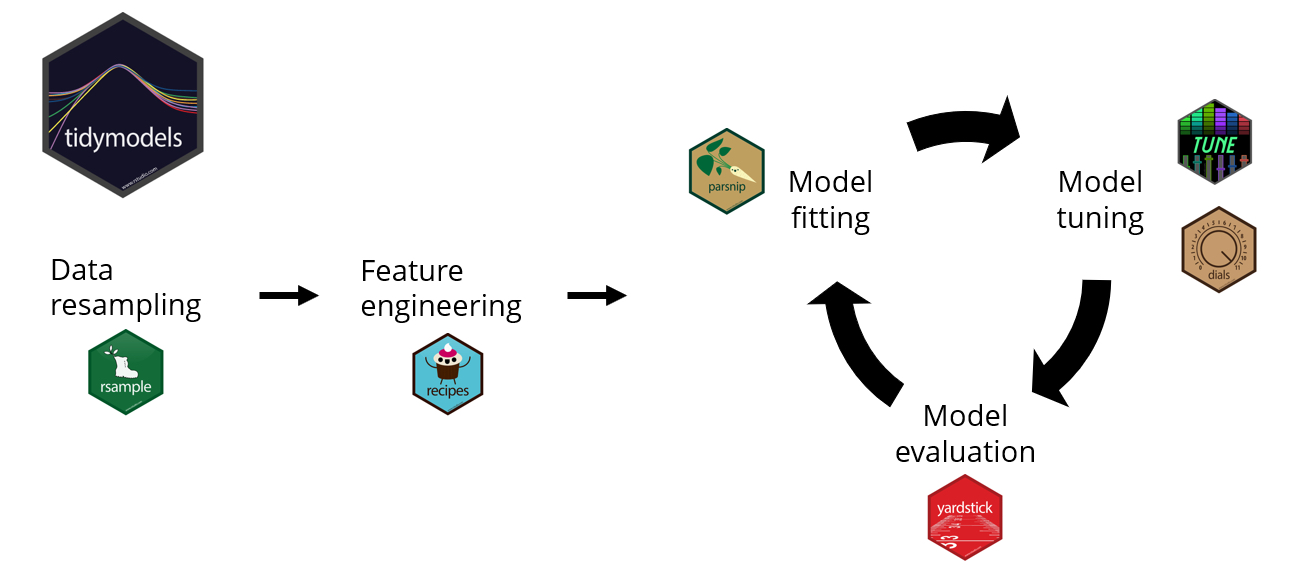 tidymodels
www.rstudio.com
Data
resampling
rsample
Feature
engineering
recipes
parsnip
Model
fitting
Model
tuning
TUNE
dials
Model
evaluation
yardstick